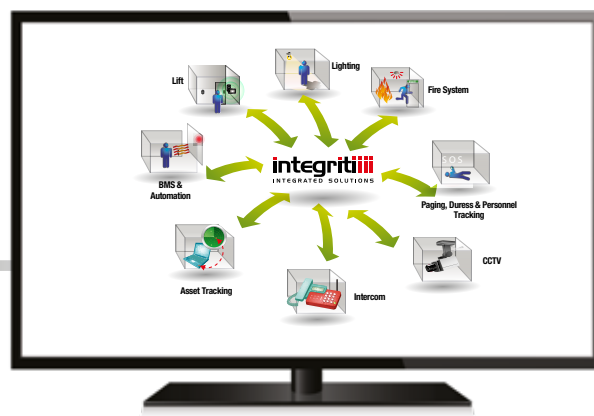 Lighting
Lift
Fire System
integriti
INTEGRATED SOLUTIONS
SOS
BMS &
Automation
Paging, Duress & Personnel
Tracking
CCTV
Asset Tracking
Intercom